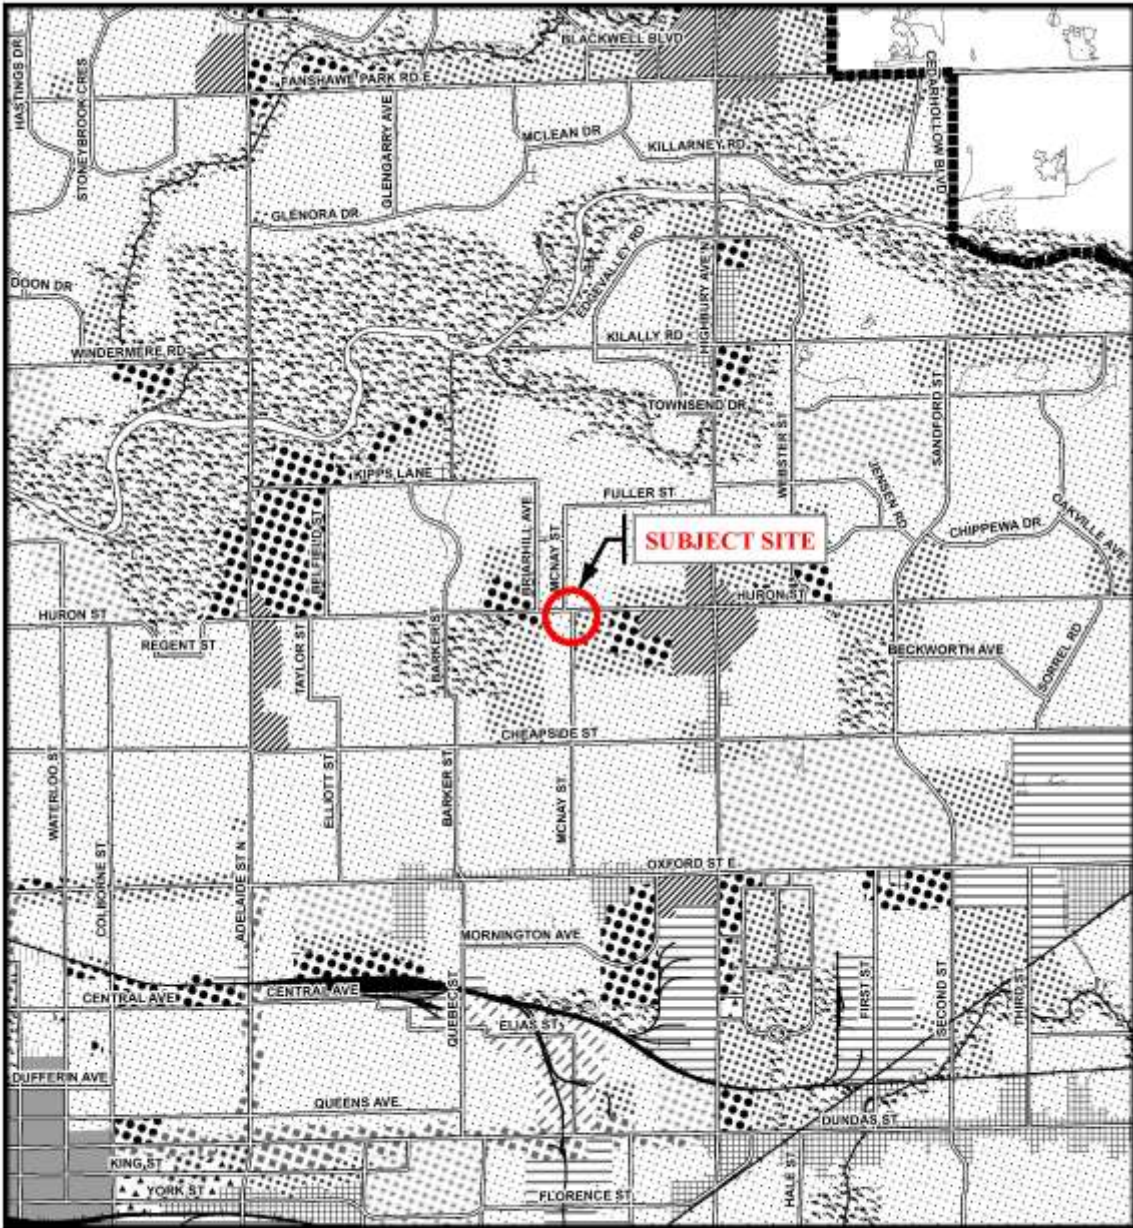 BLACKWELL BLVD
HASTINGS DR
STONEYBROOK CRES
FANSHAWE PARK RD E
CEDARHOLLOW BLVD
GLENGARRY AVE
MCLEAN DR
KILLARNEY RD
GLENORA DR
EDGEVALLEY RD
HIGHBURY AVE
DOON DR
KILALLY RD
WINDERMERE RD
SANDFORD ST
TOWNSEND DR
WEBSTER ST
KIPPS LANE
JENSEN RD
FULLER ST
OAKVILLE AVE
BELFIELD ST
BRIARHILL AVE
MCNAY ST
CHIPPEWA DR
SUBJECT SITE
HURON ST
HURON ST
REGENT ST
TAYLOR ST
BARKER ST
BECKWORTH AVE
SORREL RD
CHEAPSIDE ST
WATERLOO ST
ELLIOTT ST
BARKER ST
MCNAY ST
COLBORNE ST
ADELAIDE ST N
OXFORD ST E
MORNINGTON AVE
CENTRAL AVE
CENTRAL AVE
QUEBEC ST
ELIAS ST
FIRST ST
SECOND ST
THIRD ST
DUFFERIN AVE
QUEENS AVE
DUNDAS ST
KING ST
HALE ST
YORK ST
FLORENCE ST